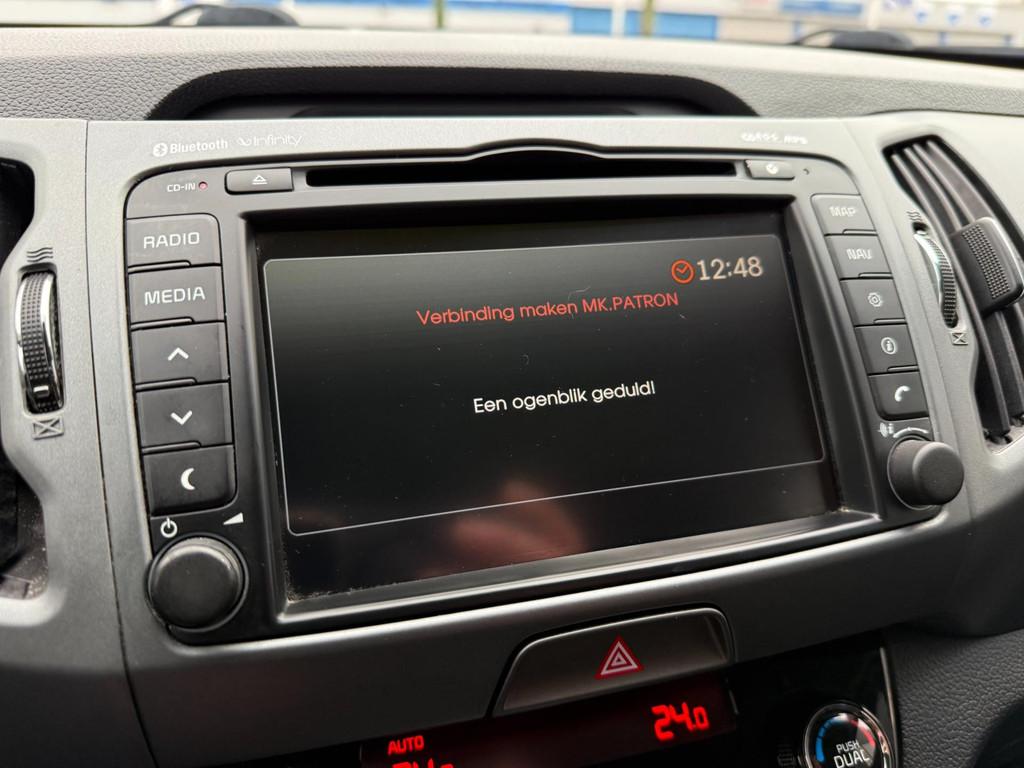 Bluetooth Infinity
CD-IN
RADIO
MEDIA
MAP
NAV
12:48
Verbinding maken MK.PATRON
Een ogenblik geduld!
AUTO
24.0
PUSH
DUAL